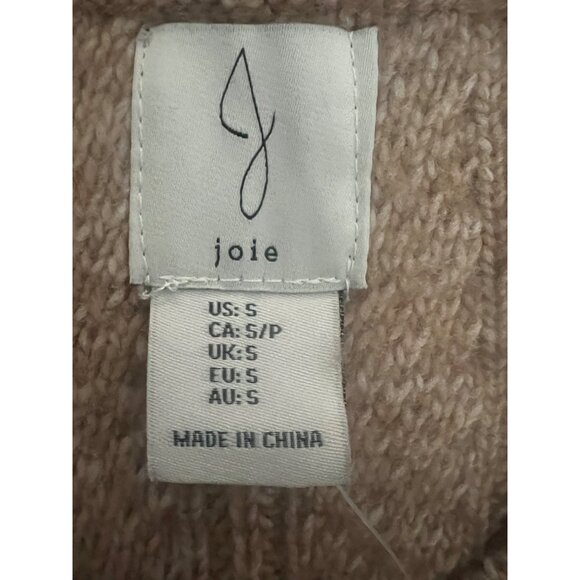 J
joie
US: S
CA: S/P
UK: S
EU: S
AU: S
MADE IN CHINA